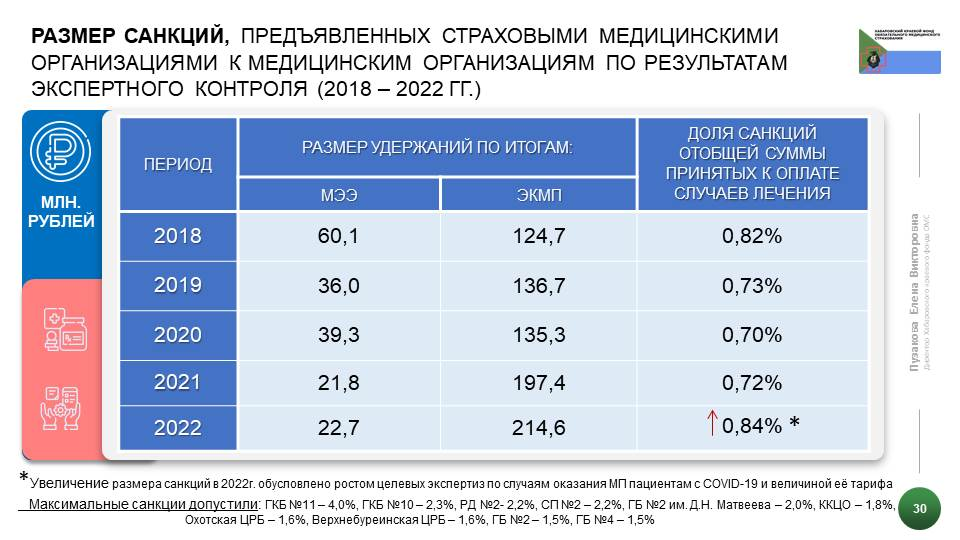 РАЗМЕР САНКЦИЙ, ПРЕДЪЯВЛЕННЫХ СТРАХОВЫМИ МЕДИЦИНСКИМИ
ОРГАНИЗАЦИЯМИ К МЕДИЦИНСКИМ ОРГАНИЗАЦИЯМ ПО РЕЗУЛЬТАТАМ
ЭКСПЕРТНОГО КОНТРОЛЯ (2018 – 2022 ГГ.)
ХАБАРОВСКИЙ КРАЕВОЙ ФОНД
ОБЯЗАТЕЛЬНОГО МЕДИЦИНСКОГО
СТРАХОВАНИЯ
МЛН.
РУБЛЕЙ
ПЕРИОД
РАЗМЕР УДЕРЖАНИЙ ПО ИТОГАМ:
ДОЛЯ САНКЦИЙ
ОТОБЩЕЙ СУММЫ
ПРИНЯТЫХ К ОПЛАТЕ
СЛУЧАЕВ ЛЕЧЕНИЯ
МЭЭ
ЭКМП
2018 60,1 124,7 0,82%
2019 36,0 136,7 0,73%
2020 39,3 135,3 0,70%
2021 21,8 197,4 0,72%
2022 22,7 214,6 ↑ 0,84% *
Пузакова Елена Викторовна
Директор Хабаровского краевого фонда ОМС
*Увеличение размера санкций в 2022г. обусловлено ростом целевых экспертиз по случаям оказания МП пациентам с COVID-19 и величиной её тарифа
Максимальные санкции допустили: ГКБ №11 – 4,0%, ГКБ №10 – 2,3%, РД №2- 2,2%, СП №2 – 2,2%, ГБ №2 им. Д.Н. Матвеева – 2,0%, ККЦО – 1,8%,
Охотская ЦРБ – 1,6%, Верхнебуреинская ЦРБ – 1,6%, ГБ №2 – 1,5%, ГБ №4 – 1,5%
30